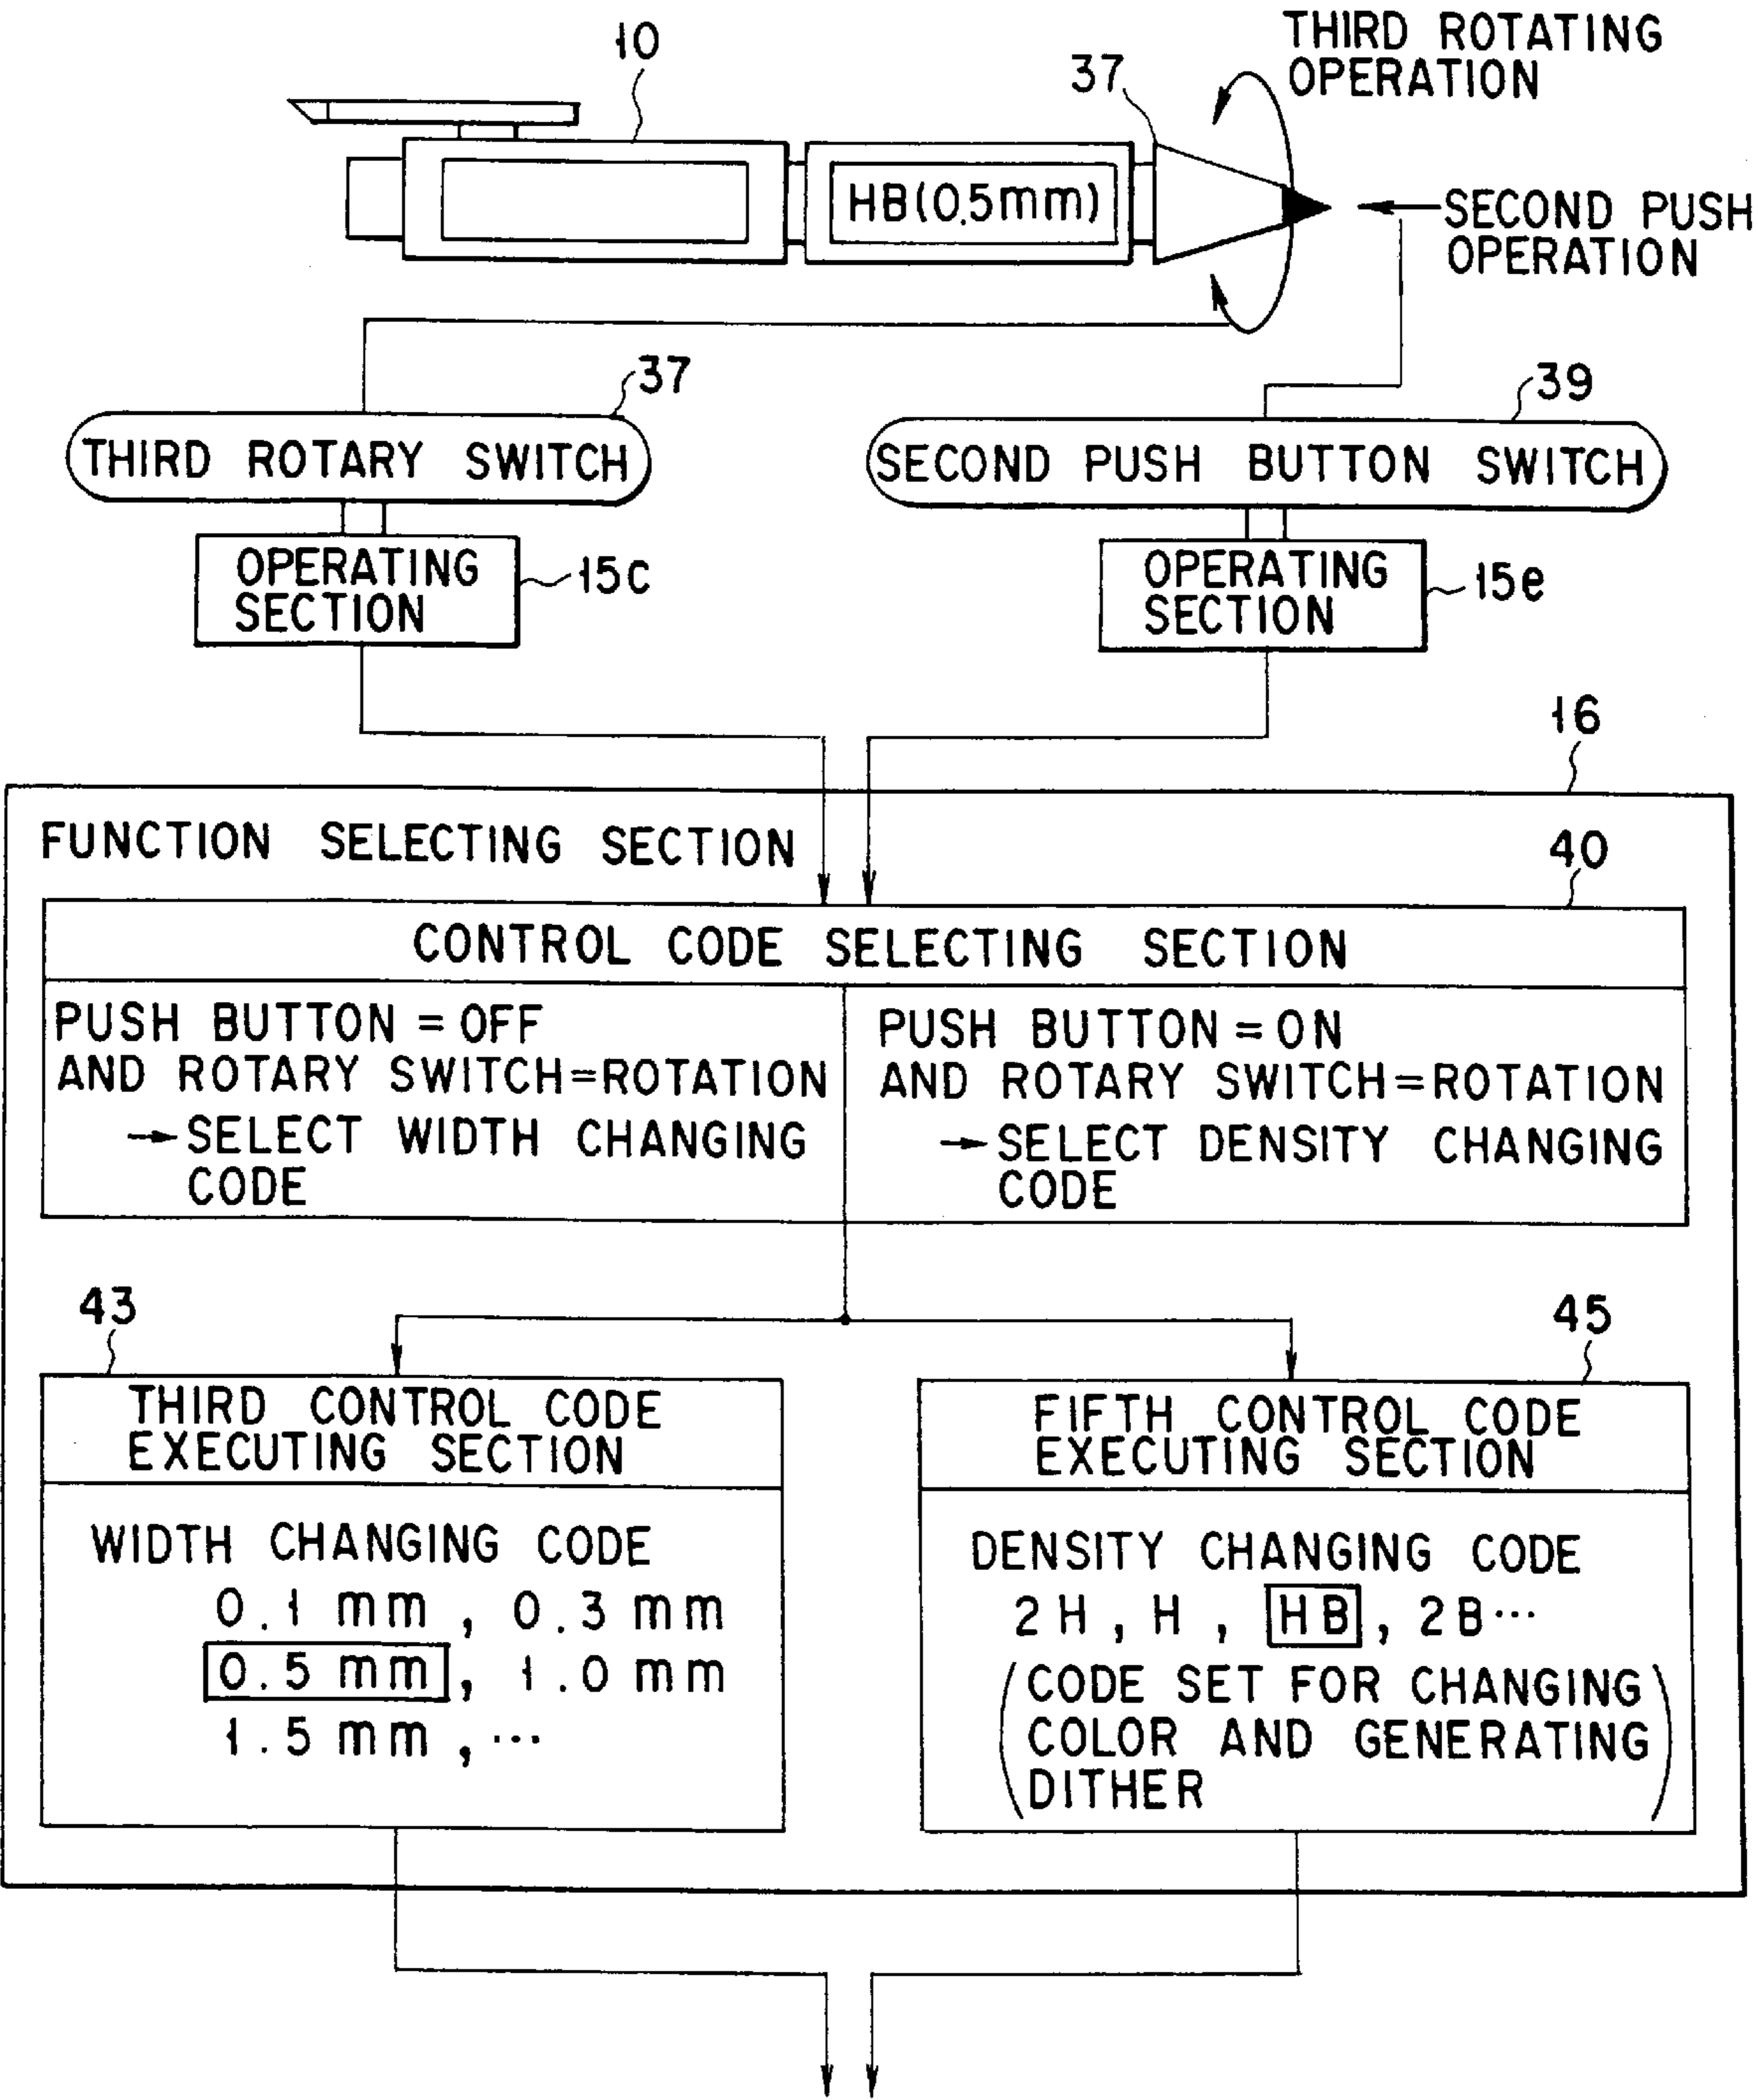 10
THIRD ROTATING
OPERATION
37
HB(0.5mm)
SECOND PUSH
OPERATION
37
39
THIRD ROTARY SWITCH
SECOND PUSH BUTTON SWITCH
OPERATING
SECTION
15c
OPERATING
SECTION
15e
16
FUNCTION SELECTING SECTION
40
CONTROL CODE SELECTING SECTION
PUSH BUTTON = OFF
AND ROTARY SWITCH=ROTATION
→ SELECT WIDTH CHANGING
CODE
PUSH BUTTON = ON
AND ROTARY SWITCH=ROTATION
→ SELECT DENSITY CHANGING
CODE
43
45
THIRD CONTROL CODE
EXECUTING SECTION
WIDTH CHANGING CODE
0.1 mm , 0.3 mm
0.5 mm , 1.0 mm
1.5 mm , ···
FIFTH CONTROL CODE
EXECUTING SECTION
DENSITY CHANGING CODE
2H , H , HB , 2B ···
(CODE SET FOR CHANGING
COLOR AND GENERATING
DITHER)